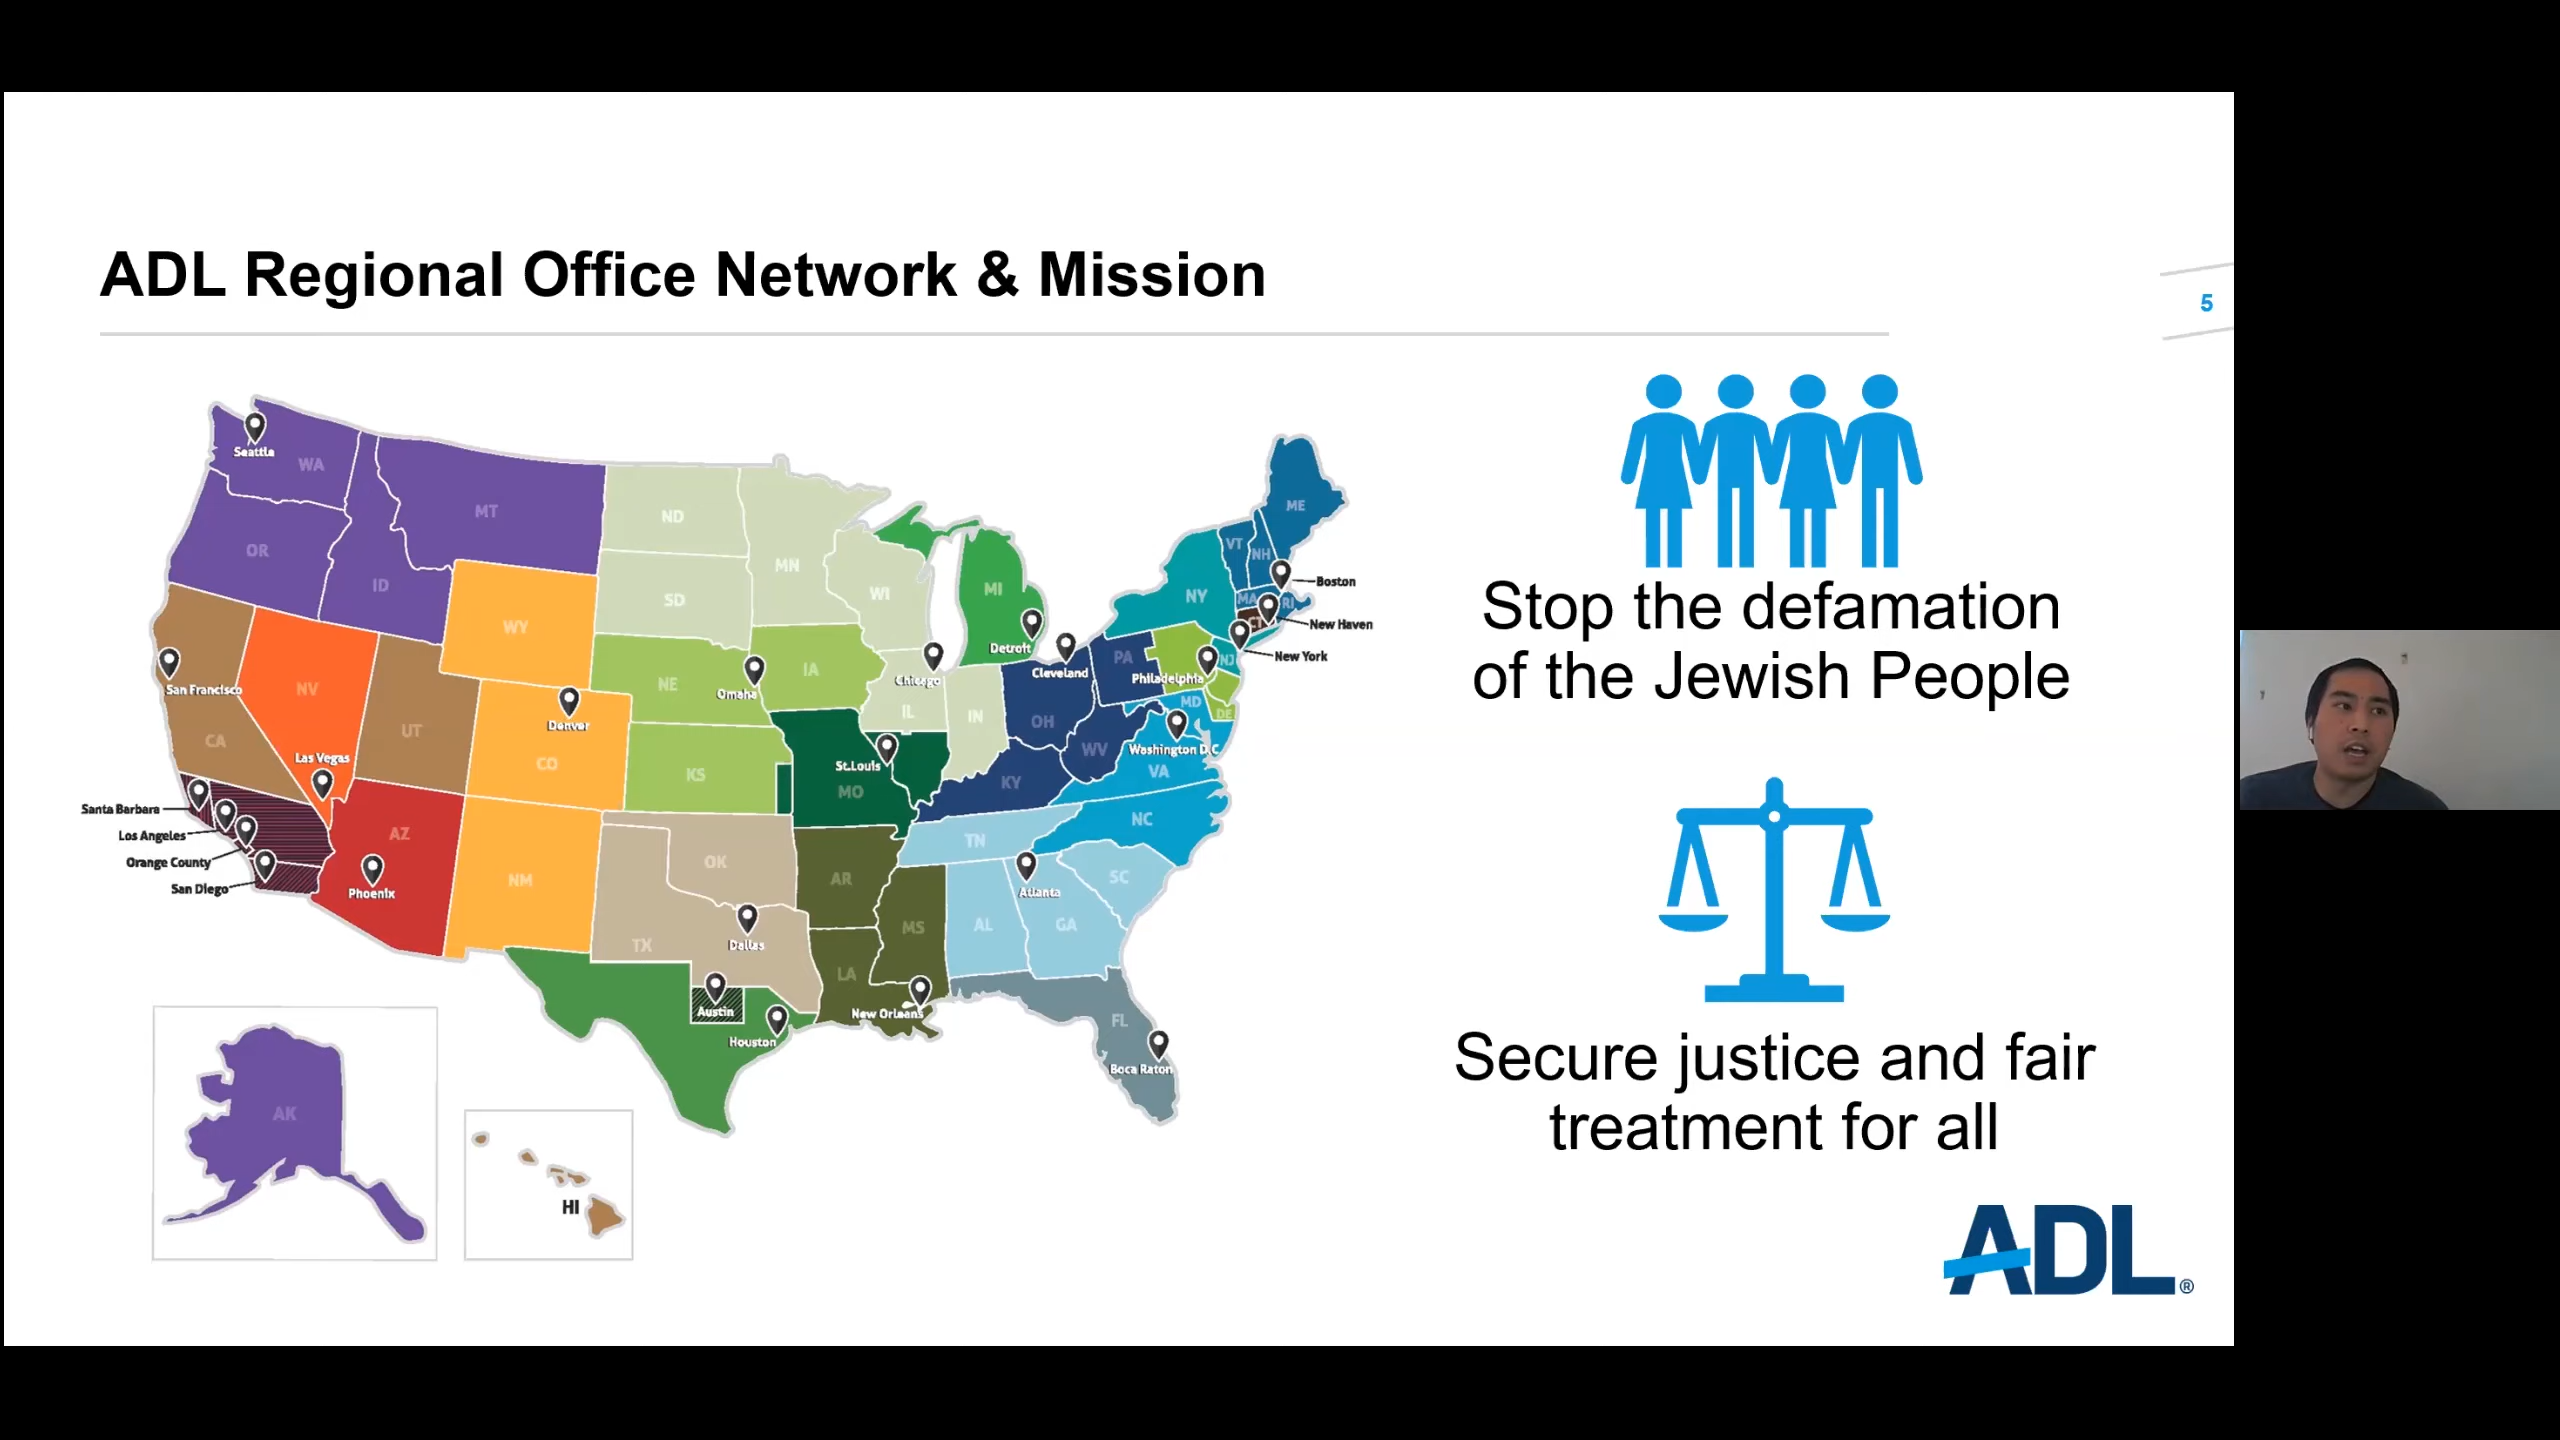 ADL Regional Office Network & Mission
5
Seattle
WA
MT
OR
ID
ND
MN
SD
WI
MI
Detroit
WY
NE
Omaha
IA
Chicago
IL
IN
Cleveland
OH
PA
Philadelphia
NJ
NY
VT
NH
ME
MA
RI
CT
Boston
New Haven
New York
MD
DE
Washington D.C
WV
VA
KY
San Francisco
CA
NV
Las Vegas
UT
Denver
CO
KS
St.Louis
MO
Santa Barbara
Los Angeles
Orange County
San Diego
AZ
Phoenix
NM
OK
TX
Dallas
Austin
Houston
AR
LA
MS
New Orleans
TN
NC
SC
Atlanta
AL
GA
FL
Boca Raton
AK
HI
Stop the defamation
of the Jewish People
Secure justice and fair
treatment for all
ADL®